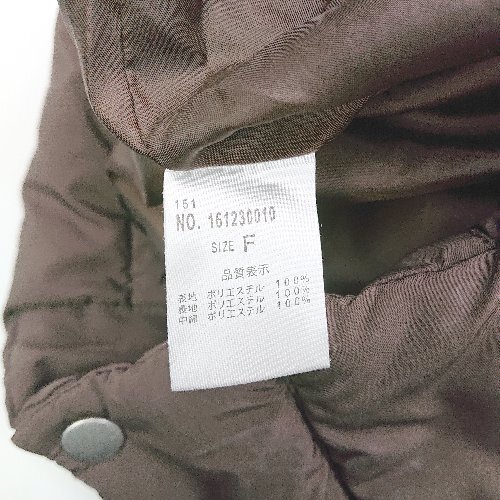 161
NO. 161230010
SIZE F
品質表示
表地 ポリエステル 100%
裏地 ポリエステル 100%
中綿 ポリエステル 100%